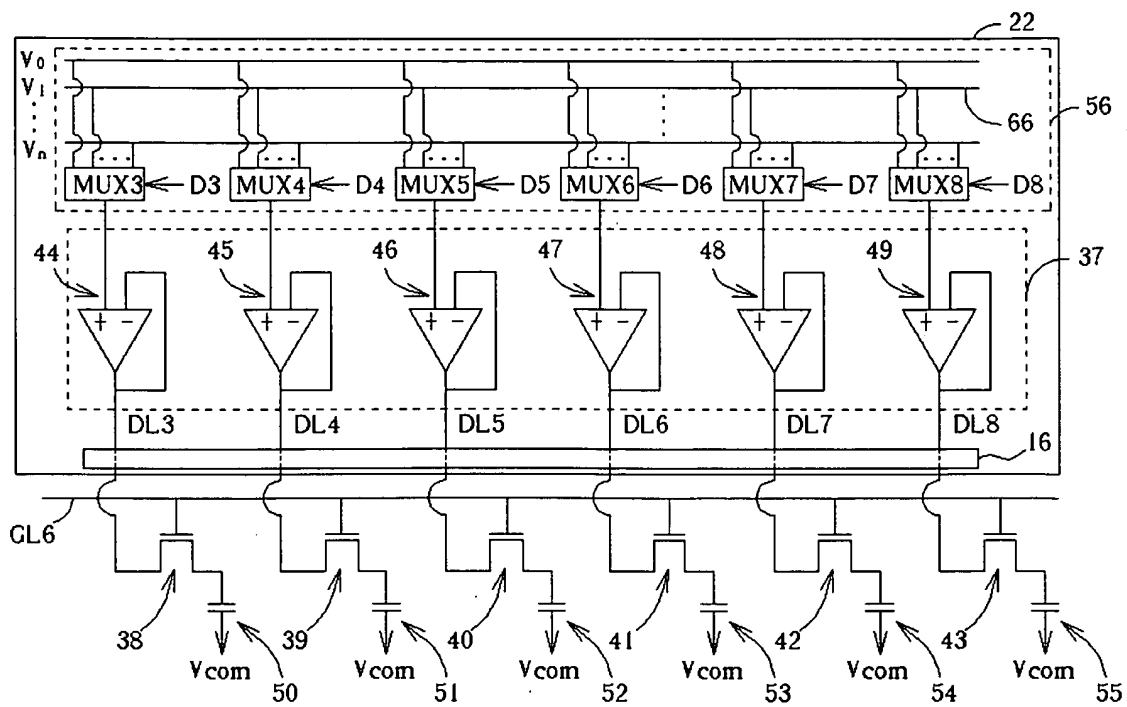 22
V0
V1
66
56
Vn
MUX3 D3 MUX4 D4 MUX5 D5 MUX6 D6 MUX7 D7 MUX8 D8
44 45 46 47 48 49 37
+ − + − + − + − + − + −
DL3 DL4 DL5 DL6 DL7 DL8
16
GL6
38 39 40 41 42 43
Vcom 50 Vcom 51 Vcom 52 Vcom 53 Vcom 54 Vcom 55